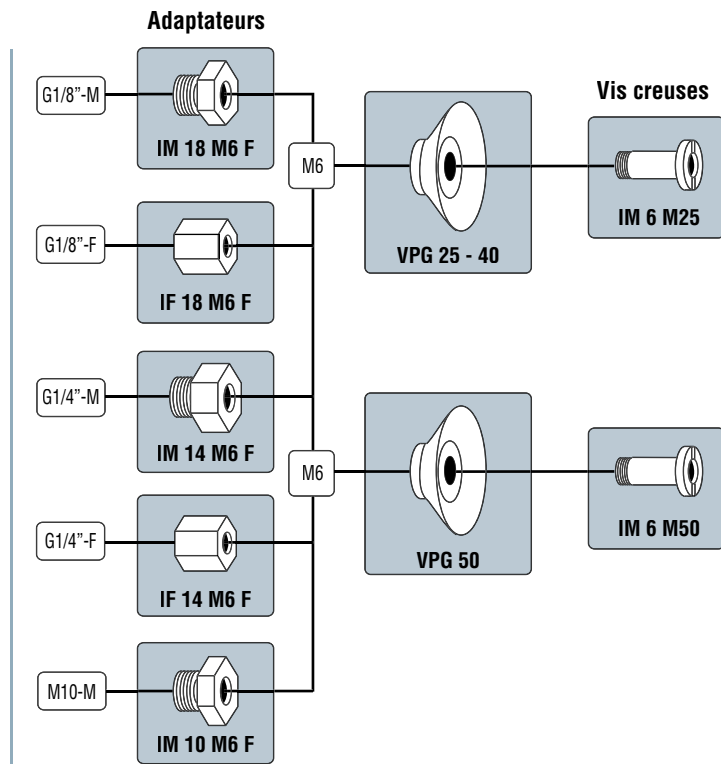 Adaptateurs
G1/8”-M
IM 18 M6 F
G1/8”-F
IF 18 M6 F
G1/4”-M
IM 14 M6 F
G1/4”-F
IF 14 M6 F
M10-M
IM 10 M6 F
M6
VPG 25 - 40
M6
VPG 50
Vis creuses
IM 6 M25
IM 6 M50